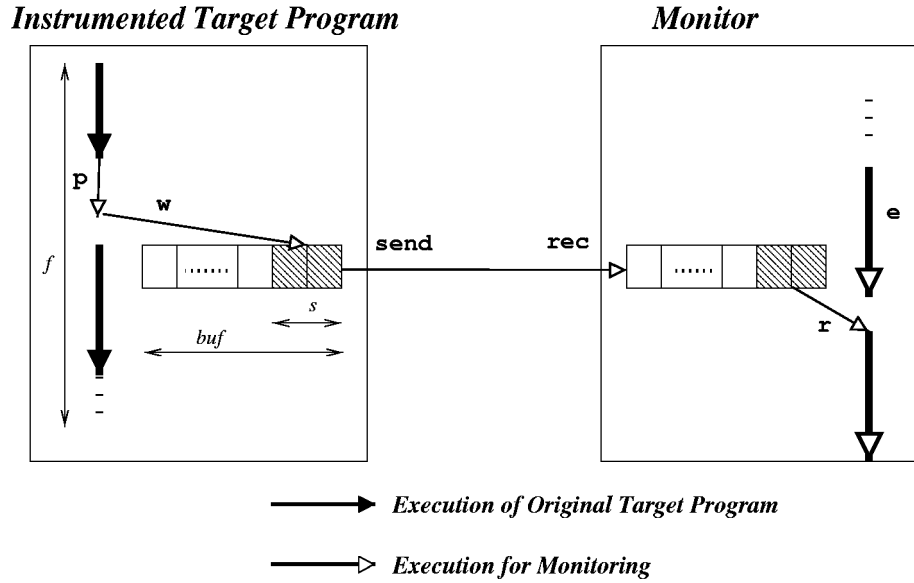 Instrumented Target Program
Monitor
p
w
e
f
send
rec
s
buf
r
Execution of Original Target Program
Execution for Monitoring